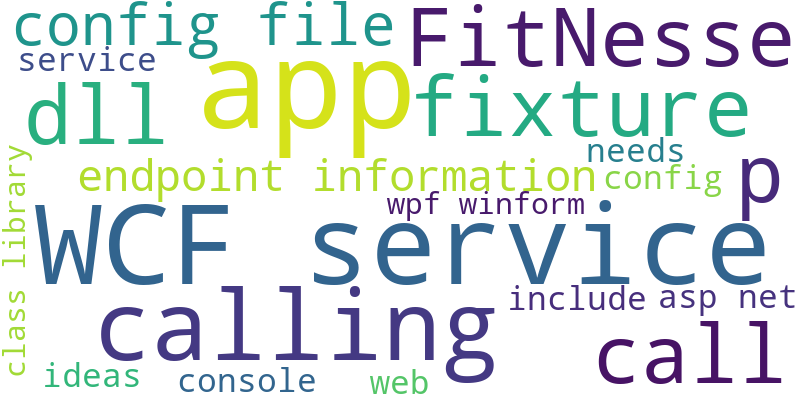 config file
FitNesse
service
app
dll
fixture
needs
endpoint information
config
p
class library
wpf winform
WCF service
calling
include
asp net
call
ideas
console
web